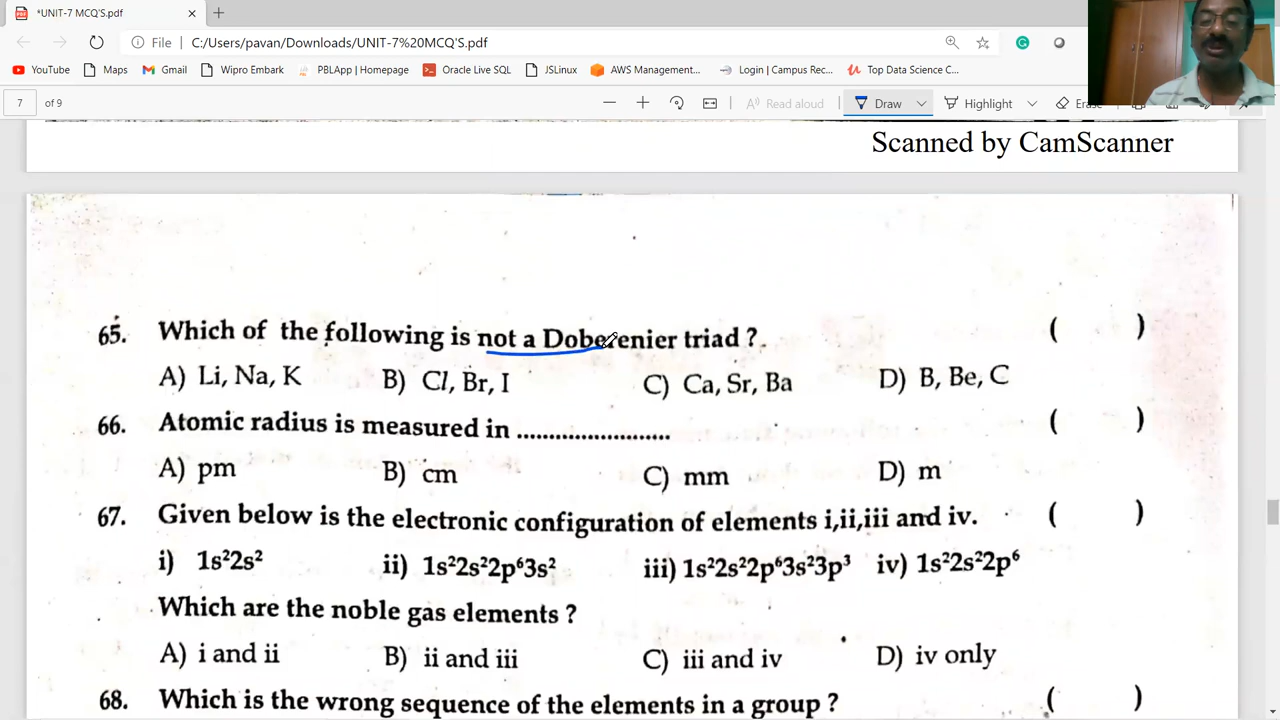 *UNIT-7 MCQ'S.pdf
File C:/Users/pavan/Downloads/UNIT-7%20MCQ'S.pdf
YouTube Maps Gmail Wipro Embark PBLApp | Homepage Oracle Live SQL JSLinux AWS Management... Login | Campus Rec... Top Data Science C...
7 of 9 Read aloud Draw Highlight
Scanned by CamScanner
65. Which of the following is not a Doberenier triad ? ( )
A) Li, Na, K B) Cl, Br, I C) Ca, Sr, Ba D) B, Be, C
66. Atomic radius is measured in ........................ ( )
A) pm B) cm C) mm D) m
67. Given below is the electronic configuration of elements i,ii,iii and iv. ( )
i) 1s²2s² ii) 1s²2s²2p⁶3s² iii) 1s²2s²2p⁶3s²3p³ iv) 1s²2s²2p⁶
Which are the noble gas elements ?
A) i and ii B) ii and iii C) iii and iv D) iv only
68. Which is the wrong sequence of the elements in a group ? ( )